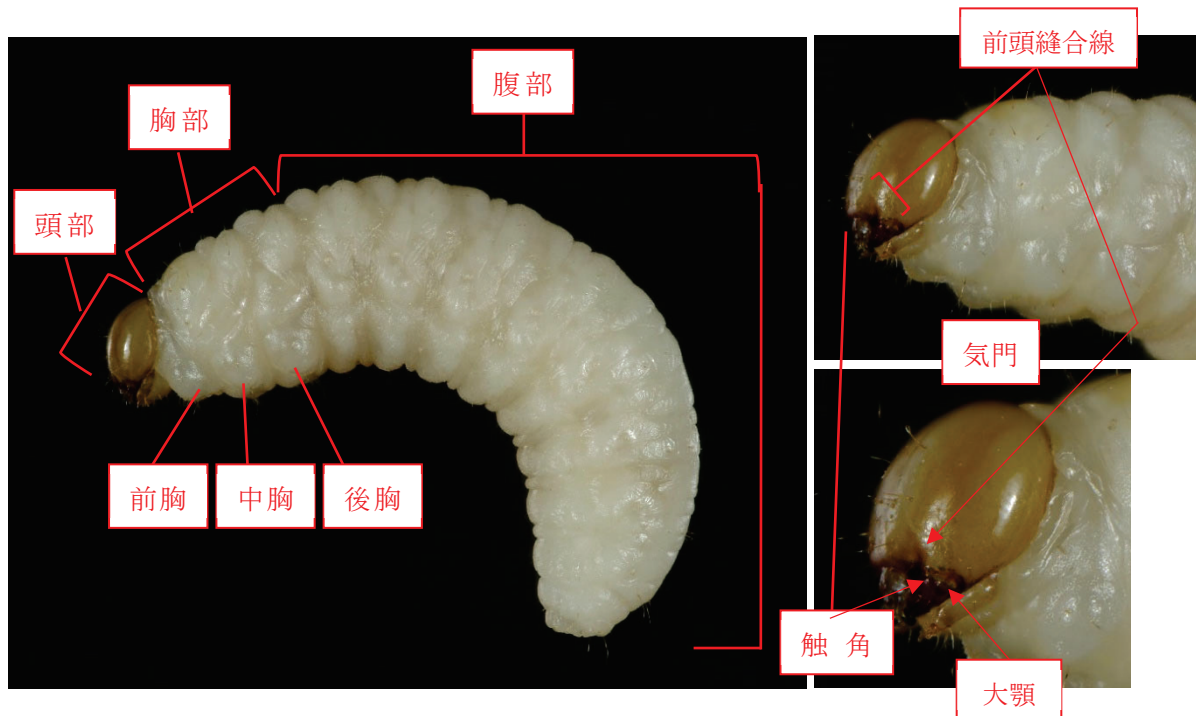 前頭縫合線
腹部
胸部
頭部
気門
前胸
中胸
後胸
触 角
大顎